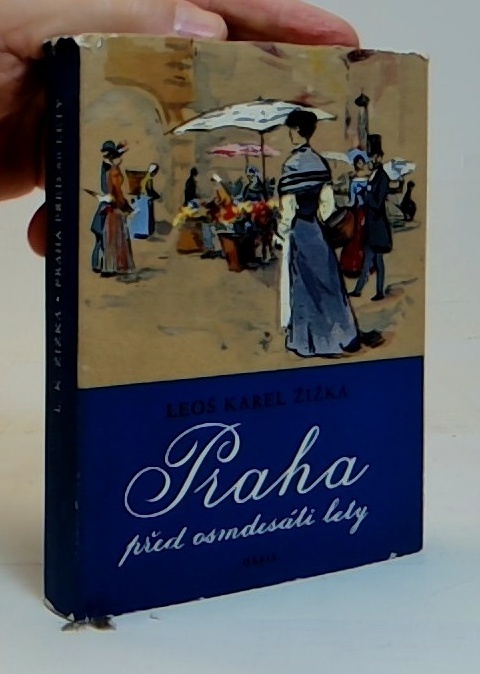 L. K. ŽIŽKA • PRAHA PŘED 80 LETY
LEOŠ KAREL ŽIŽKA
Praha
před osmdesáti lety
ORBIS